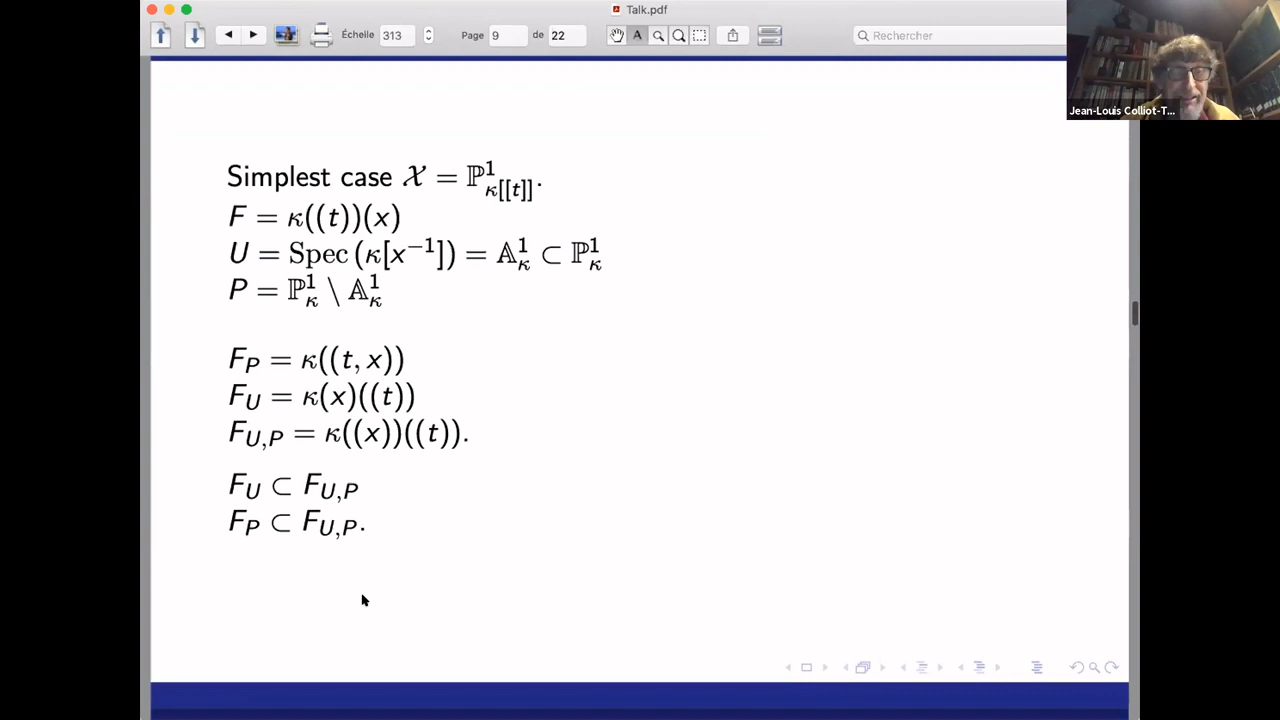 Talk.pdf
Échelle 313 Page 9 de 22 A Rechercher
Jean-Louis Colliot-T...
Simplest case 𝒳 = ℙ¹_{κ[[t]]}.
F = κ((t))(x)
U = Spec (κ[x⁻¹]) = 𝔸¹_κ ⊂ ℙ¹_κ
P = ℙ¹_κ \ 𝔸¹_κ
F_P = κ((t, x))
F_U = κ(x)((t))
F_{U,P} = κ((x))((t)).
F_U ⊂ F_{U,P}
F_P ⊂ F_{U,P}.